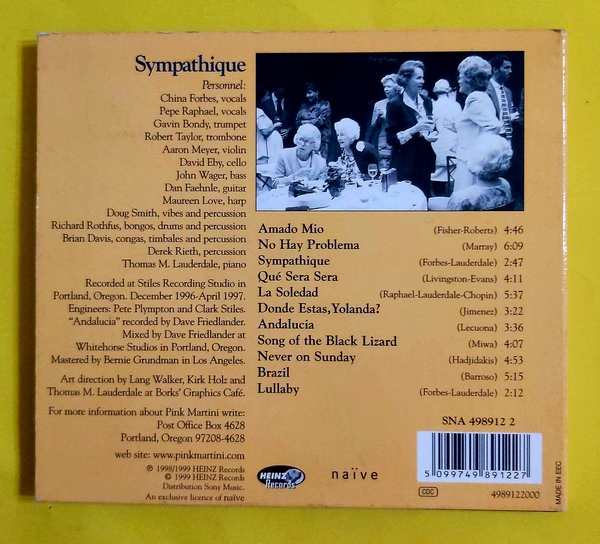 Sympathique
Personnel:
China Forbes, vocals
Pepe Raphael, vocals
Gavin Bondy, trumpet
Robert Taylor, trombone
Aaron Meyer, violin
David Eby, cello
John Wager, bass
Dan Faehnle, guitar
Maureen Love, harp
Doug Smith, vibes and percussion
Richard Rothfus, bongos, drums and percussion
Brian Davis, congas, timbales and percussion
Derek Rieth, percussion
Thomas M. Lauderdale, piano
Recorded at Stiles Recording Studio in
Portland, Oregon. December 1996-April 1997.
Engineers: Pete Plympton and Clark Stiles.
"Andalucia" recorded by Dave Friedlander.
Mixed by Dave Friedlander at
Whitehorse Studios in Portland, Oregon.
Mastered by Bernie Grundman in Los Angeles.
Art direction by Lang Walker, Kirk Holz and
Thomas M. Lauderdale at Borks' Graphics Café.
For more information about Pink Martini write:
Post Office Box 4628
Portland, Oregon 97208-4628
web site: www.pinkmartini.com
℗ 1998/1999 HEINZ Records
© 1999 HEINZ Records
Distribution Sony Music.
An exclusive licence of naïve
Amado Mio (Fisher-Roberts) 4:46
No Hay Problema (Marray) 6:09
Sympathique (Forbes-Lauderdale) 2:47
Qué Sera Sera (Livingston-Evans) 4:11
La Soledad (Raphael-Lauderdale-Chopin) 5:37
Donde Estas, Yolanda? (Jimenez) 3:22
Andalucia (Lecuona) 3:36
Song of the Black Lizard (Miwa) 4:07
Never on Sunday (Hadjidakis) 4:53
Brazil (Barroso) 5:15
Lullaby (Forbes-Lauderdale) 2:12
SNA 498912 2
5 099749 891227
HEINZ
Records
naïve
CDC
4989122000
MADE IN EEC